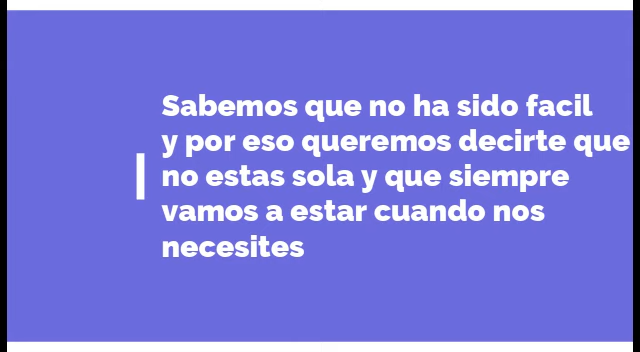 Sabemos que no ha sido facil
y por eso queremos decirte que
no estas sola y que siempre
vamos a estar cuando nos
necesites